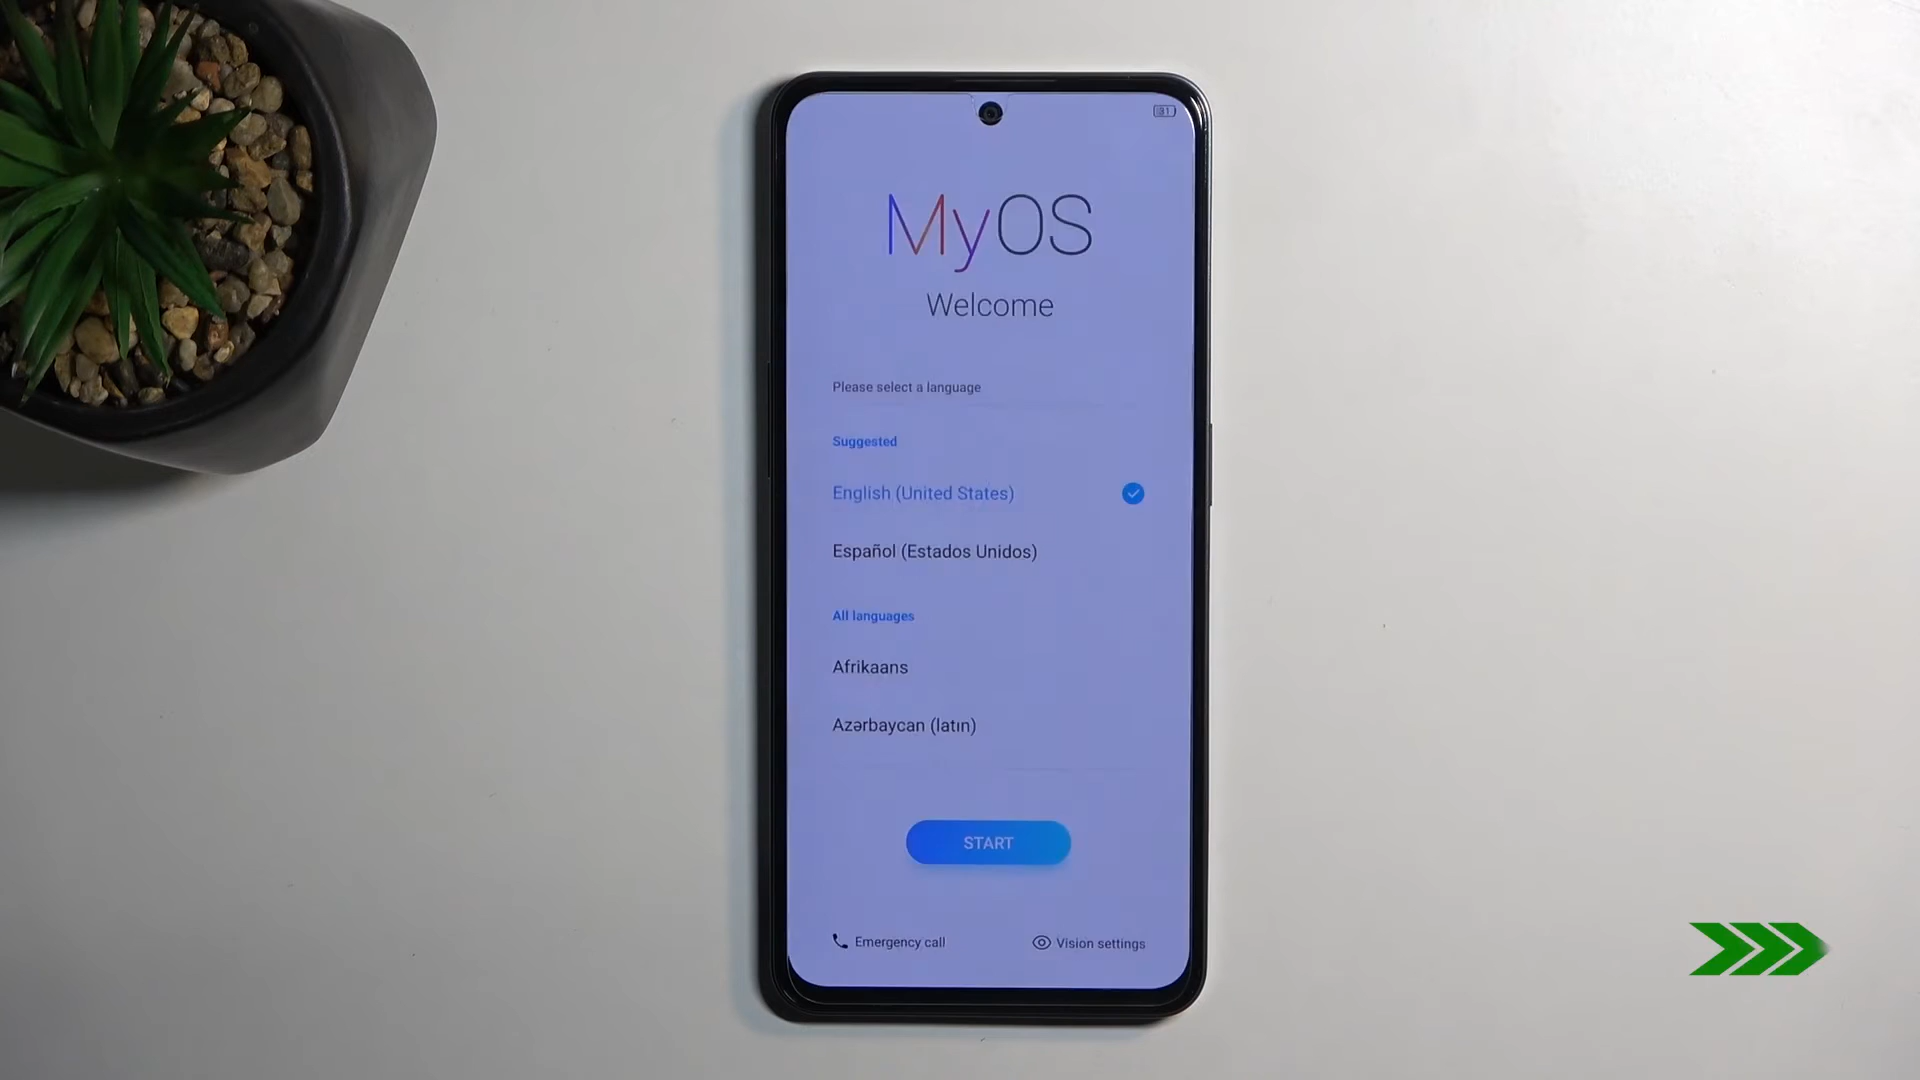 MyOS
Welcome
Please select a language
Suggested
English (United States)
Español (Estados Unidos)
All languages
Afrikaans
Azərbaycan (latın)
START
Emergency call
Vision settings